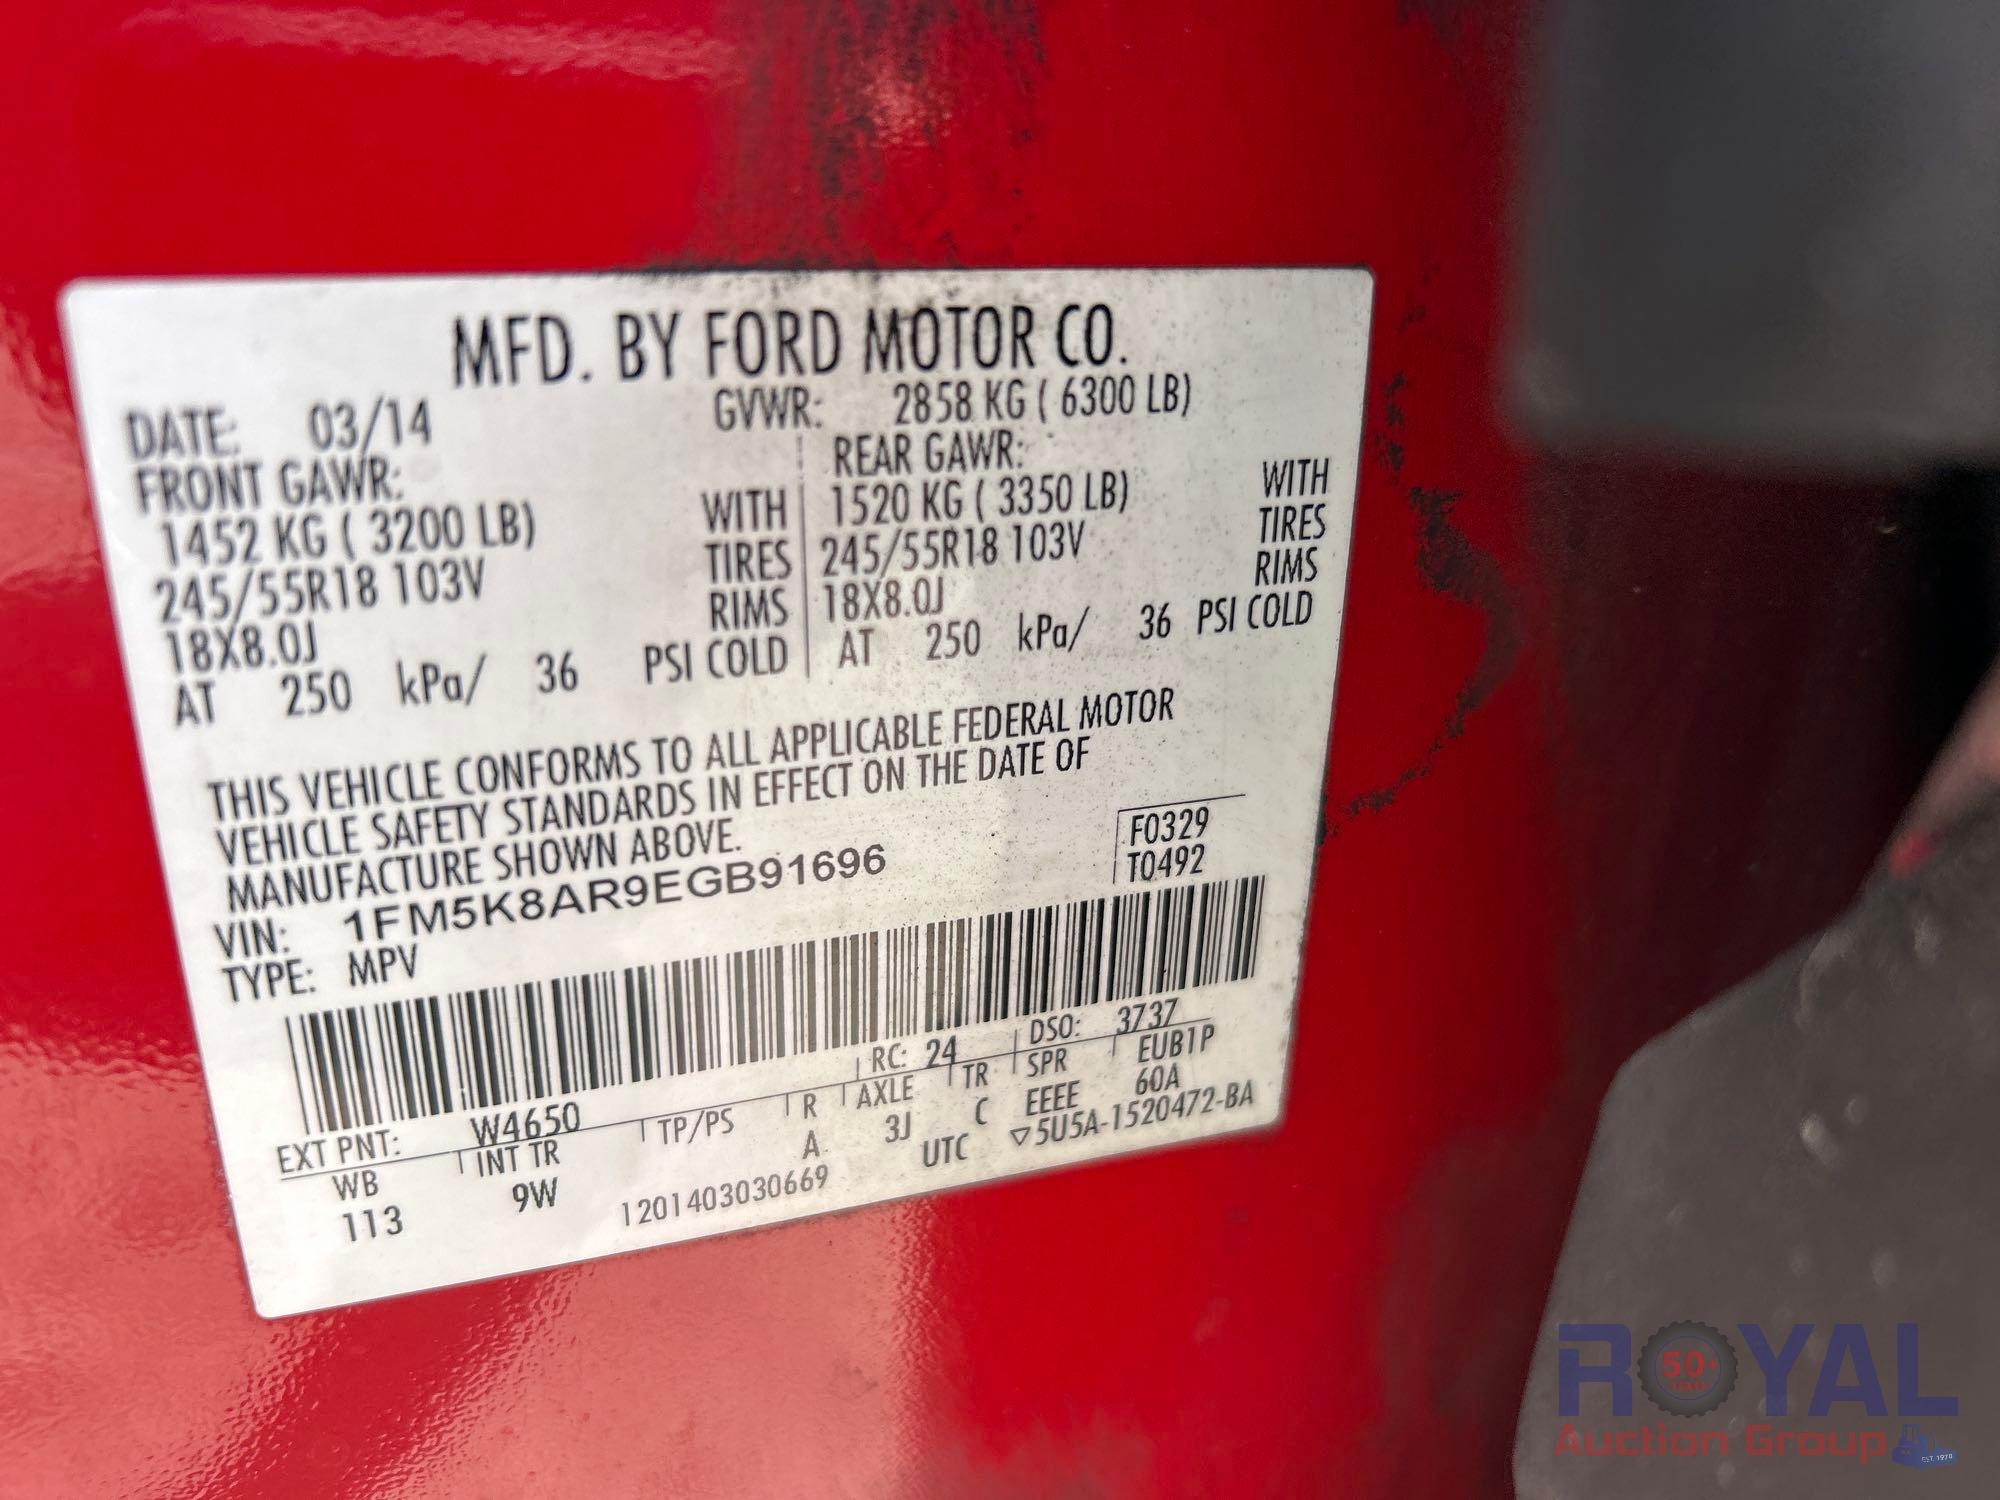 MFD. BY FORD MOTOR CO.
DATE: 03/14 GVWR: 2858 KG ( 6300 LB)
FRONT GAWR: REAR GAWR:
1452 KG ( 3200 LB) WITH 1520 KG ( 3350 LB) WITH
245/55R18 103V TIRES 245/55R18 103V TIRES
18X8.0J RIMS 18X8.0J RIMS
AT 250 kPa/ 36 PSI COLD AT 250 kPa/ 36 PSI COLD
THIS VEHICLE CONFORMS TO ALL APPLICABLE FEDERAL MOTOR
VEHICLE SAFETY STANDARDS IN EFFECT ON THE DATE OF
MANUFACTURE SHOWN ABOVE.
F0329
VIN: 1FM5K8AR9EGB91696 T0492
TYPE: MPV
EXT PNT: W4650 RC: 24 DSO: 3737
WB INT TR TP/PS R AXLE TR SPR EUB1P
113 9W A 3J C EEEE 60A
1201403030669 UTC ▽5U5A-1520472-BA
ROYAL
50
YEARS
Auction Group
EST. 1970